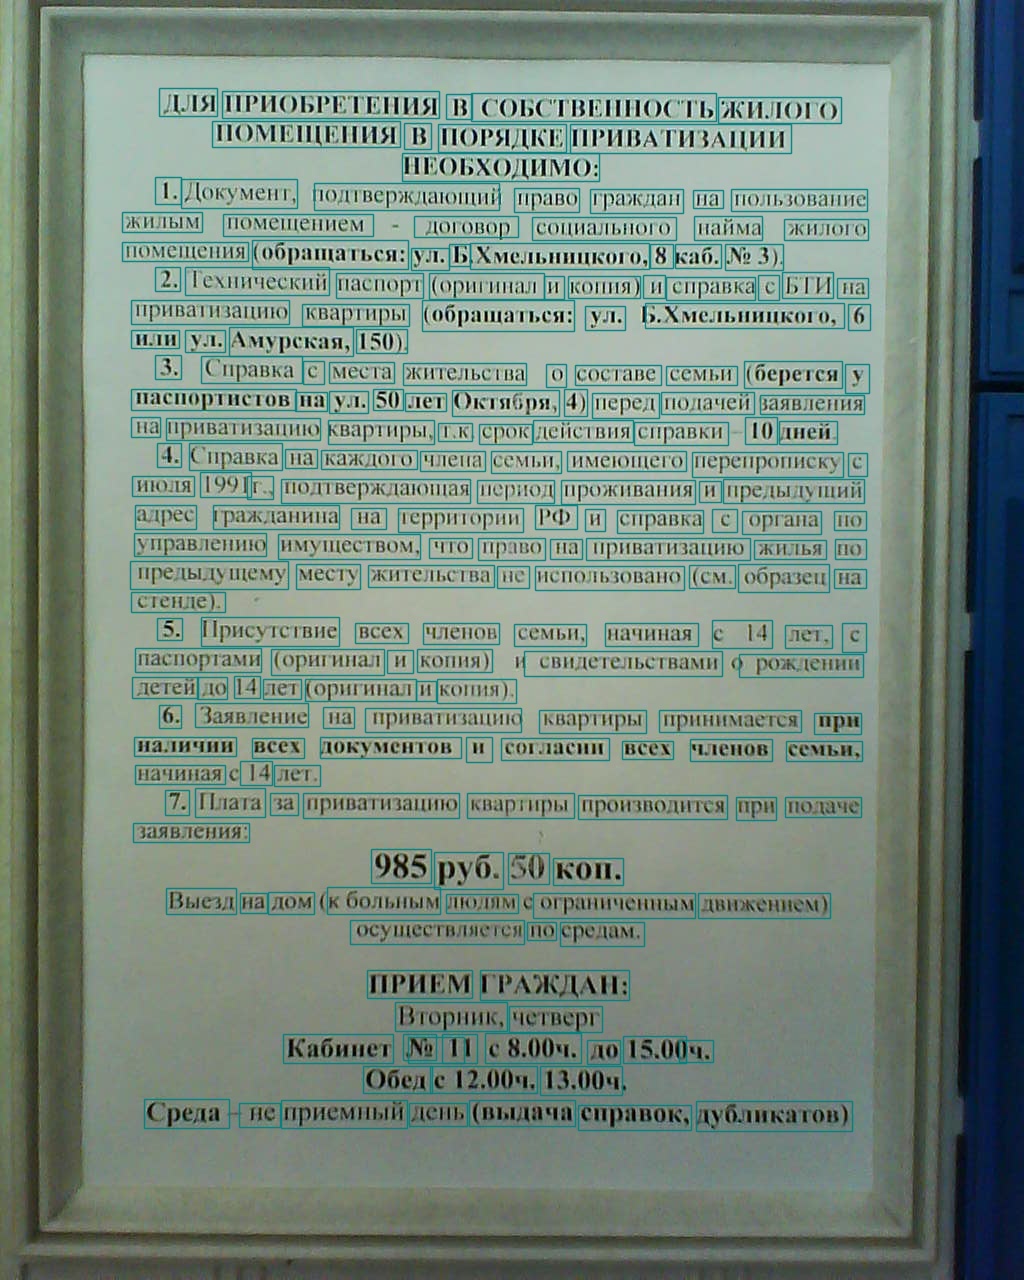 ДЛЯ ПРИОБРЕТЕНИЯ В СОБСТВЕННОСТЬ ЖИЛОГО
ПОМЕЩЕНИЯ В ПОРЯДКЕ ПРИВАТИЗАЦИИ
НЕОБХОДИМО:
1. Документ, подтверждающий право граждан на пользование
жилым помещением - договор социального найма жилого
помещения (обращаться: ул. Б.Хмельницкого, 8 каб. № 3).
2. Технический паспорт (оригинал и копия) и справка с БТИ на
приватизацию квартиры (обращаться: ул. Б.Хмельницкого, 6
или ул. Амурская, 150).
3. Справка с места жительства о составе семьи (берется у
паспортистов на ул. 50 лет Октября, 4) перед подачей заявления
на приватизацию квартиры, т.к. срок действия справки – 10 дней.
4. Справка на каждого члена семьи, имеющего перепрописку с
июля 1991г., подтверждающая период проживания и предыдущий
адрес гражданина на территории РФ и справка с органа по
управлению имуществом, что право на приватизацию жилья по
предыдущему месту жительства не использовано (см. образец на
стенде).
5. Присутствие всех членов семьи, начиная с 14 лет, с
паспортами (оригинал и копия) и свидетельствами о рождении
детей до 14 лет (оригинал и копия).
6. Заявление на приватизацию квартиры принимается при
наличии всех документов и согласии всех членов семьи,
начиная с 14 лет.
7. Плата за приватизацию квартиры производится при подаче
заявления:
985 руб. 50 коп.
Выезд на дом (к больным людям с ограниченным движением)
осуществляется по средам.
ПРИЕМ ГРАЖДАН:
Вторник, четверг
Кабинет № 11 с 8.00ч. до 15.00ч.
Обед с 12.00ч. 13.00ч.
Среда – не приемный день (выдача справок, дубликатов)